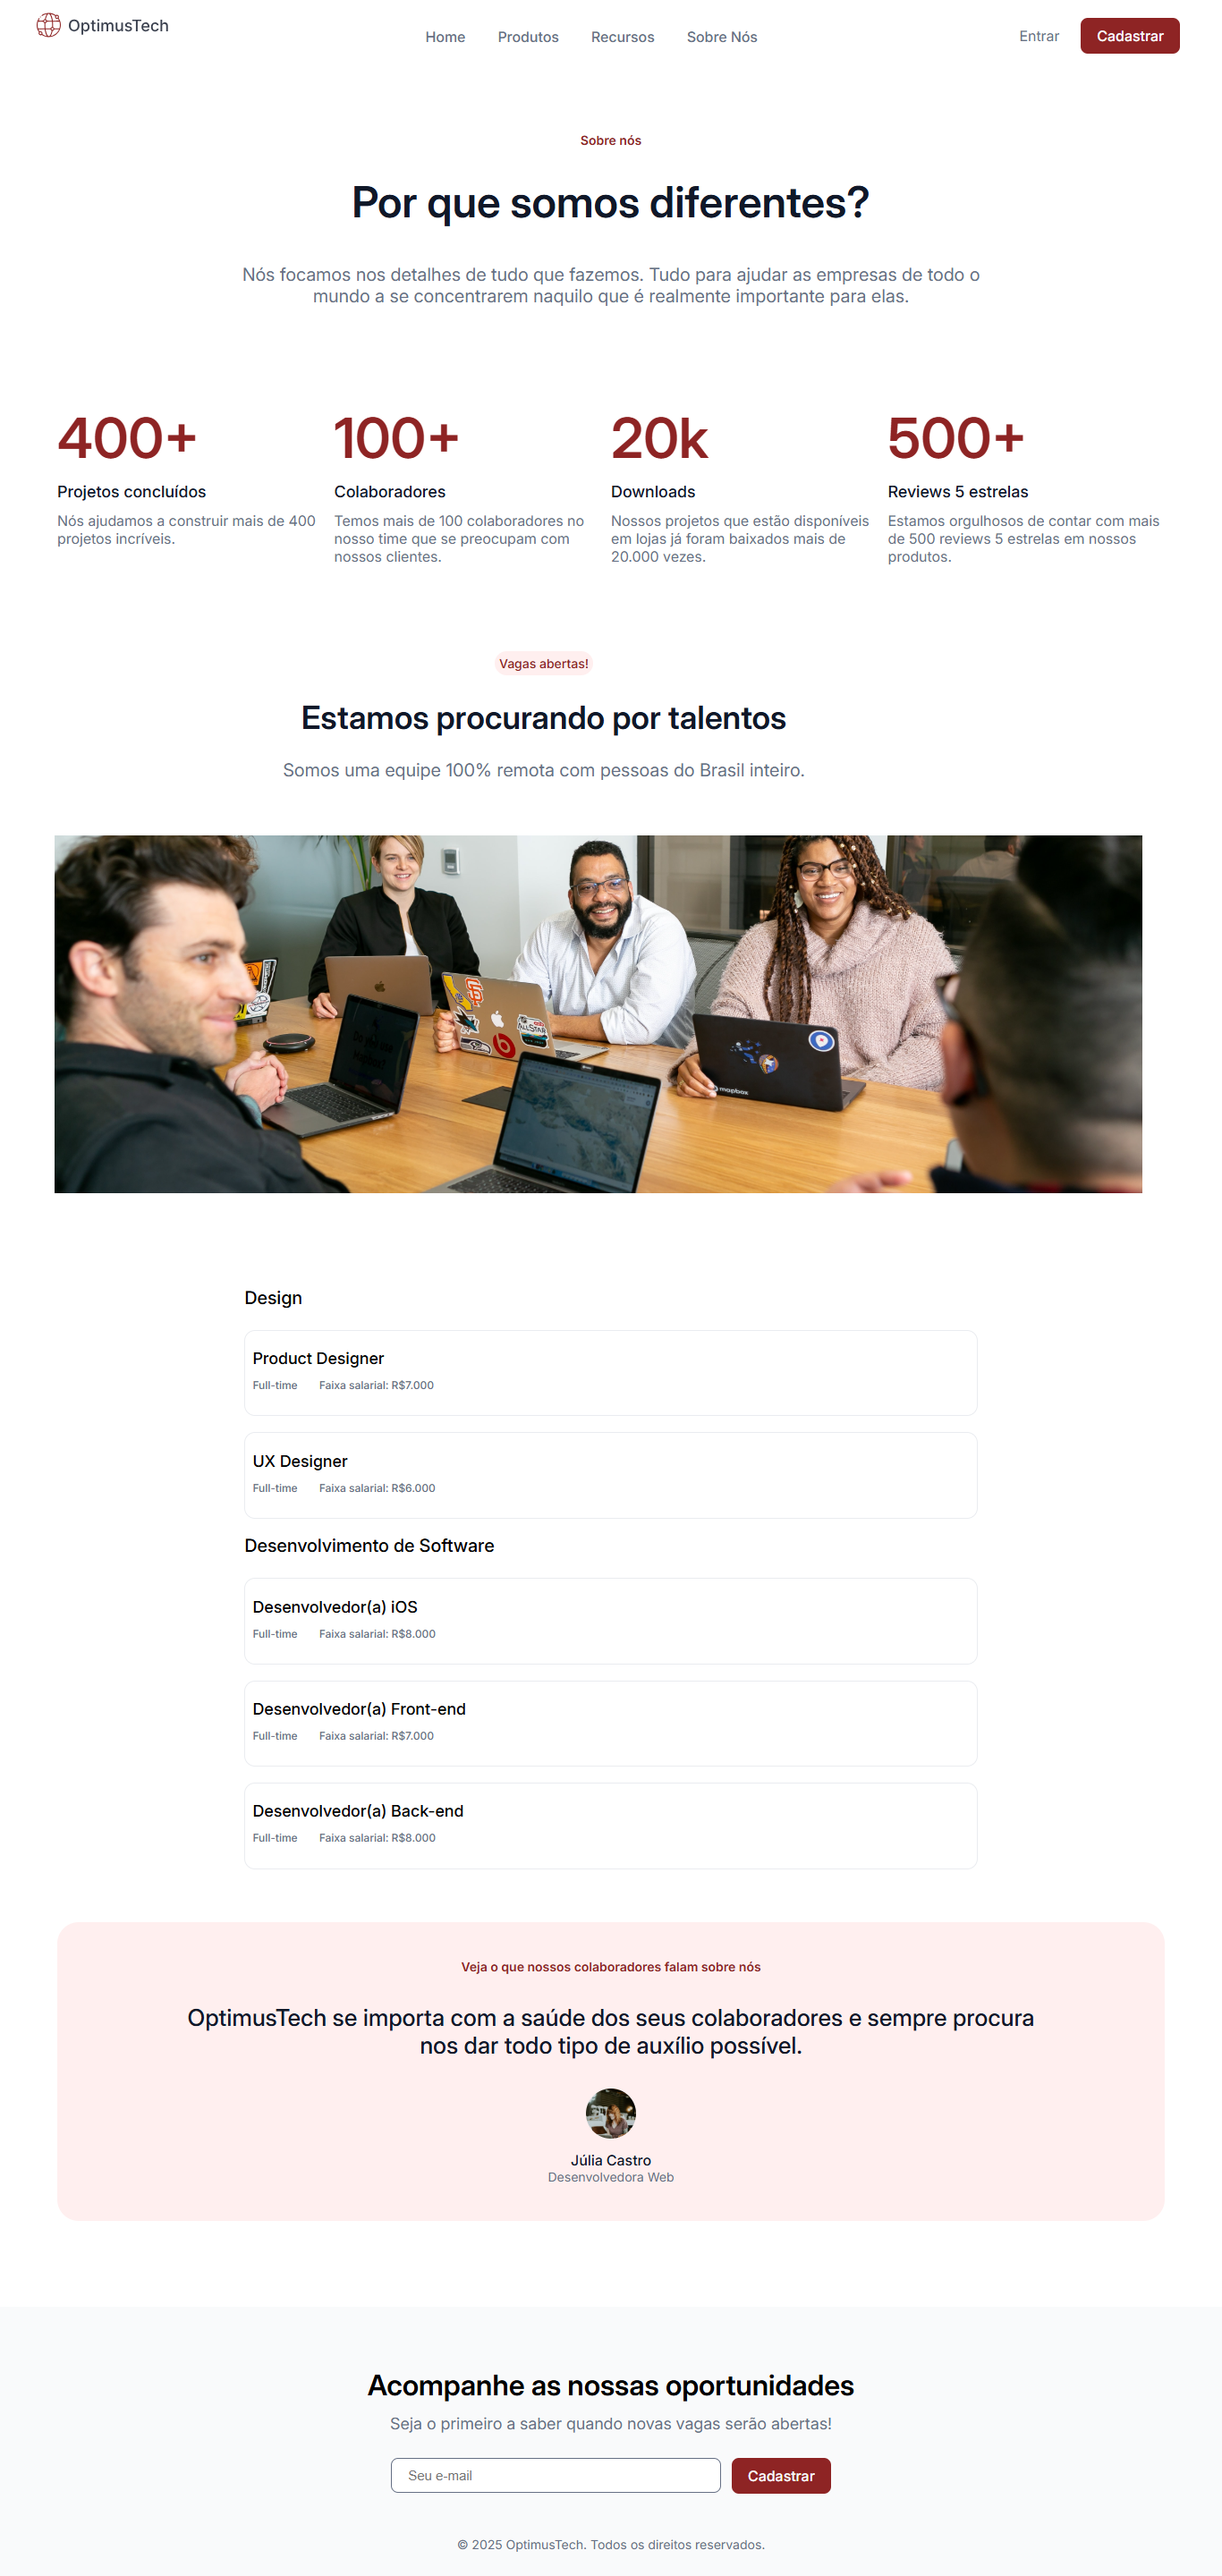 OptimusTech
Home Produtos Recursos Sobre Nós
Entrar Cadastrar
Sobre nós
Por que somos diferentes?
Nós focamos nos detalhes de tudo que fazemos. Tudo para ajudar as empresas de todo o
mundo a se concentrarem naquilo que é realmente importante para elas.
400+
Projetos concluídos
Nós ajudamos a construir mais de 400
projetos incríveis.
100+
Colaboradores
Temos mais de 100 colaboradores no
nosso time que se preocupam com
nossos clientes.
20k
Downloads
Nossos projetos que estão disponíveis
em lojas já foram baixados mais de
20.000 vezes.
500+
Reviews 5 estrelas
Estamos orgulhosos de contar com mais
de 500 reviews 5 estrelas em nossos
produtos.
Vagas abertas!
Estamos procurando por talentos
Somos uma equipe 100% remota com pessoas do Brasil inteiro.
ALLSTAR
mapbox
Design
Product Designer
Full-time Faixa salarial: R$7.000
UX Designer
Full-time Faixa salarial: R$6.000
Desenvolvimento de Software
Desenvolvedor(a) iOS
Full-time Faixa salarial: R$8.000
Desenvolvedor(a) Front-end
Full-time Faixa salarial: R$7.000
Desenvolvedor(a) Back-end
Full-time Faixa salarial: R$8.000
Veja o que nossos colaboradores falam sobre nós
OptimusTech se importa com a saúde dos seus colaboradores e sempre procura
nos dar todo tipo de auxílio possível.
Júlia Castro
Desenvolvedora Web
Acompanhe as nossas oportunidades
Seja o primeiro a saber quando novas vagas serão abertas!
Seu e-mail Cadastrar
© 2025 OptimusTech. Todos os direitos reservados.